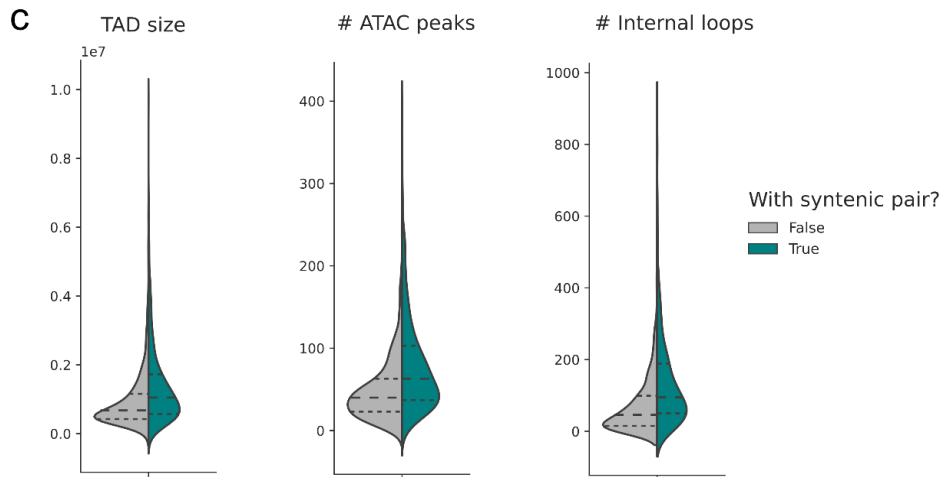 C
TAD size
# ATAC peaks
# Internal loops
1e7
1.0
0.8
0.6
0.4
0.2
0.0
400
300
200
100
0
1000
800
600
400
200
0
With syntenic pair?
False
True